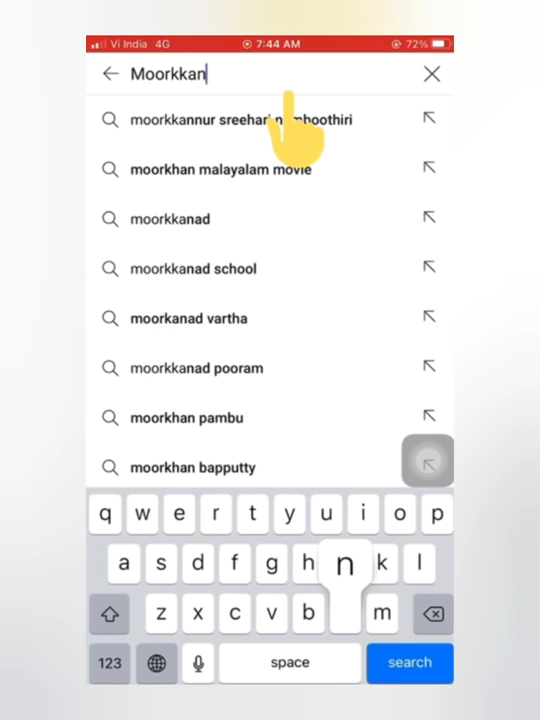 Vi India 4G 7:44 AM 72%
Moorkkan
moorkkannur sreehari namboothiri
moorkhan malayalam movie
moorkkanad
moorkkanad school
moorkanad vartha
moorkkanad pooram
moorkhan pambu
moorkhan bapputty
q w e r t y u i o p
a s d f g h n k l
z x c v b m
123 space search